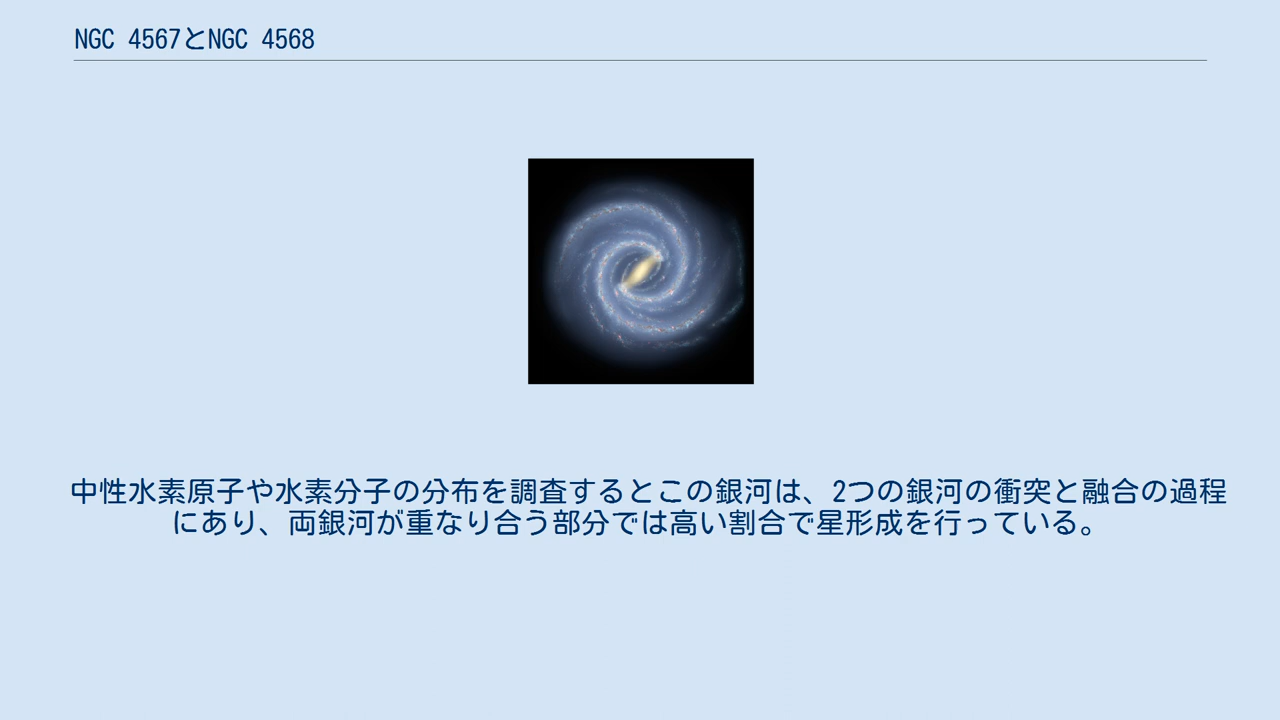 NGC 4567とNGC 4568
中性水素原子や水素分子の分布を調査するとこの銀河は、2つの銀河の衝突と融合の過程
にあり、両銀河が重なり合う部分では高い割合で星形成を行っている。